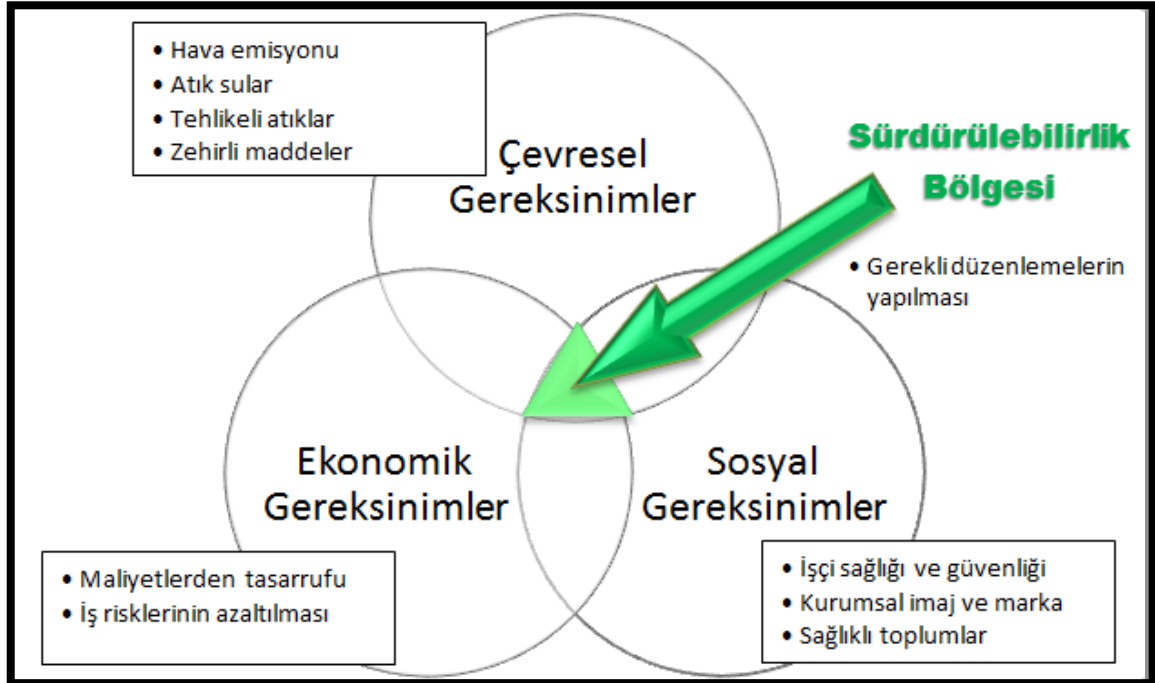 • Hava emisyonu
• Atık sular
• Tehlikeli atıklar
• Zehirli maddeler
Çevresel
Gereksinimler
Sürdürülebilirlik
Bölgesi
• Gerekli düzenlemelerin
yapılması
Ekonomik
Gereksinimler
Sosyal
Gereksinimler
• Maliyetlerden tasarrufu
• İş risklerinin azaltılması
• İşçi sağlığı ve güvenliği
• Kurumsal imaj ve marka
• Sağlıklı toplumlar